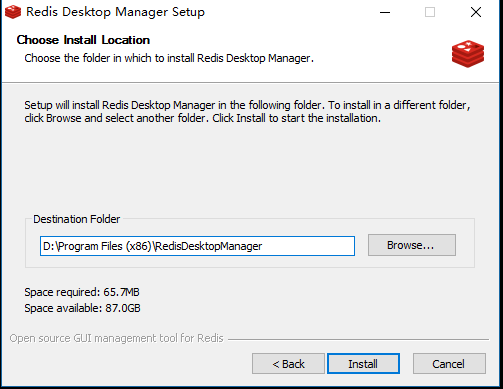 Redis Desktop Manager Setup
Choose Install Location
Choose the folder in which to install Redis Desktop Manager.
Setup will install Redis Desktop Manager in the following folder. To install in a different folder,
click Browse and select another folder. Click Install to start the installation.
Destination Folder
D:\Program Files (x86)\RedisDesktopManager
Browse...
Space required: 65.7MB
Space available: 87.0GB
Open source GUI management tool for Redis
< Back
Install
Cancel